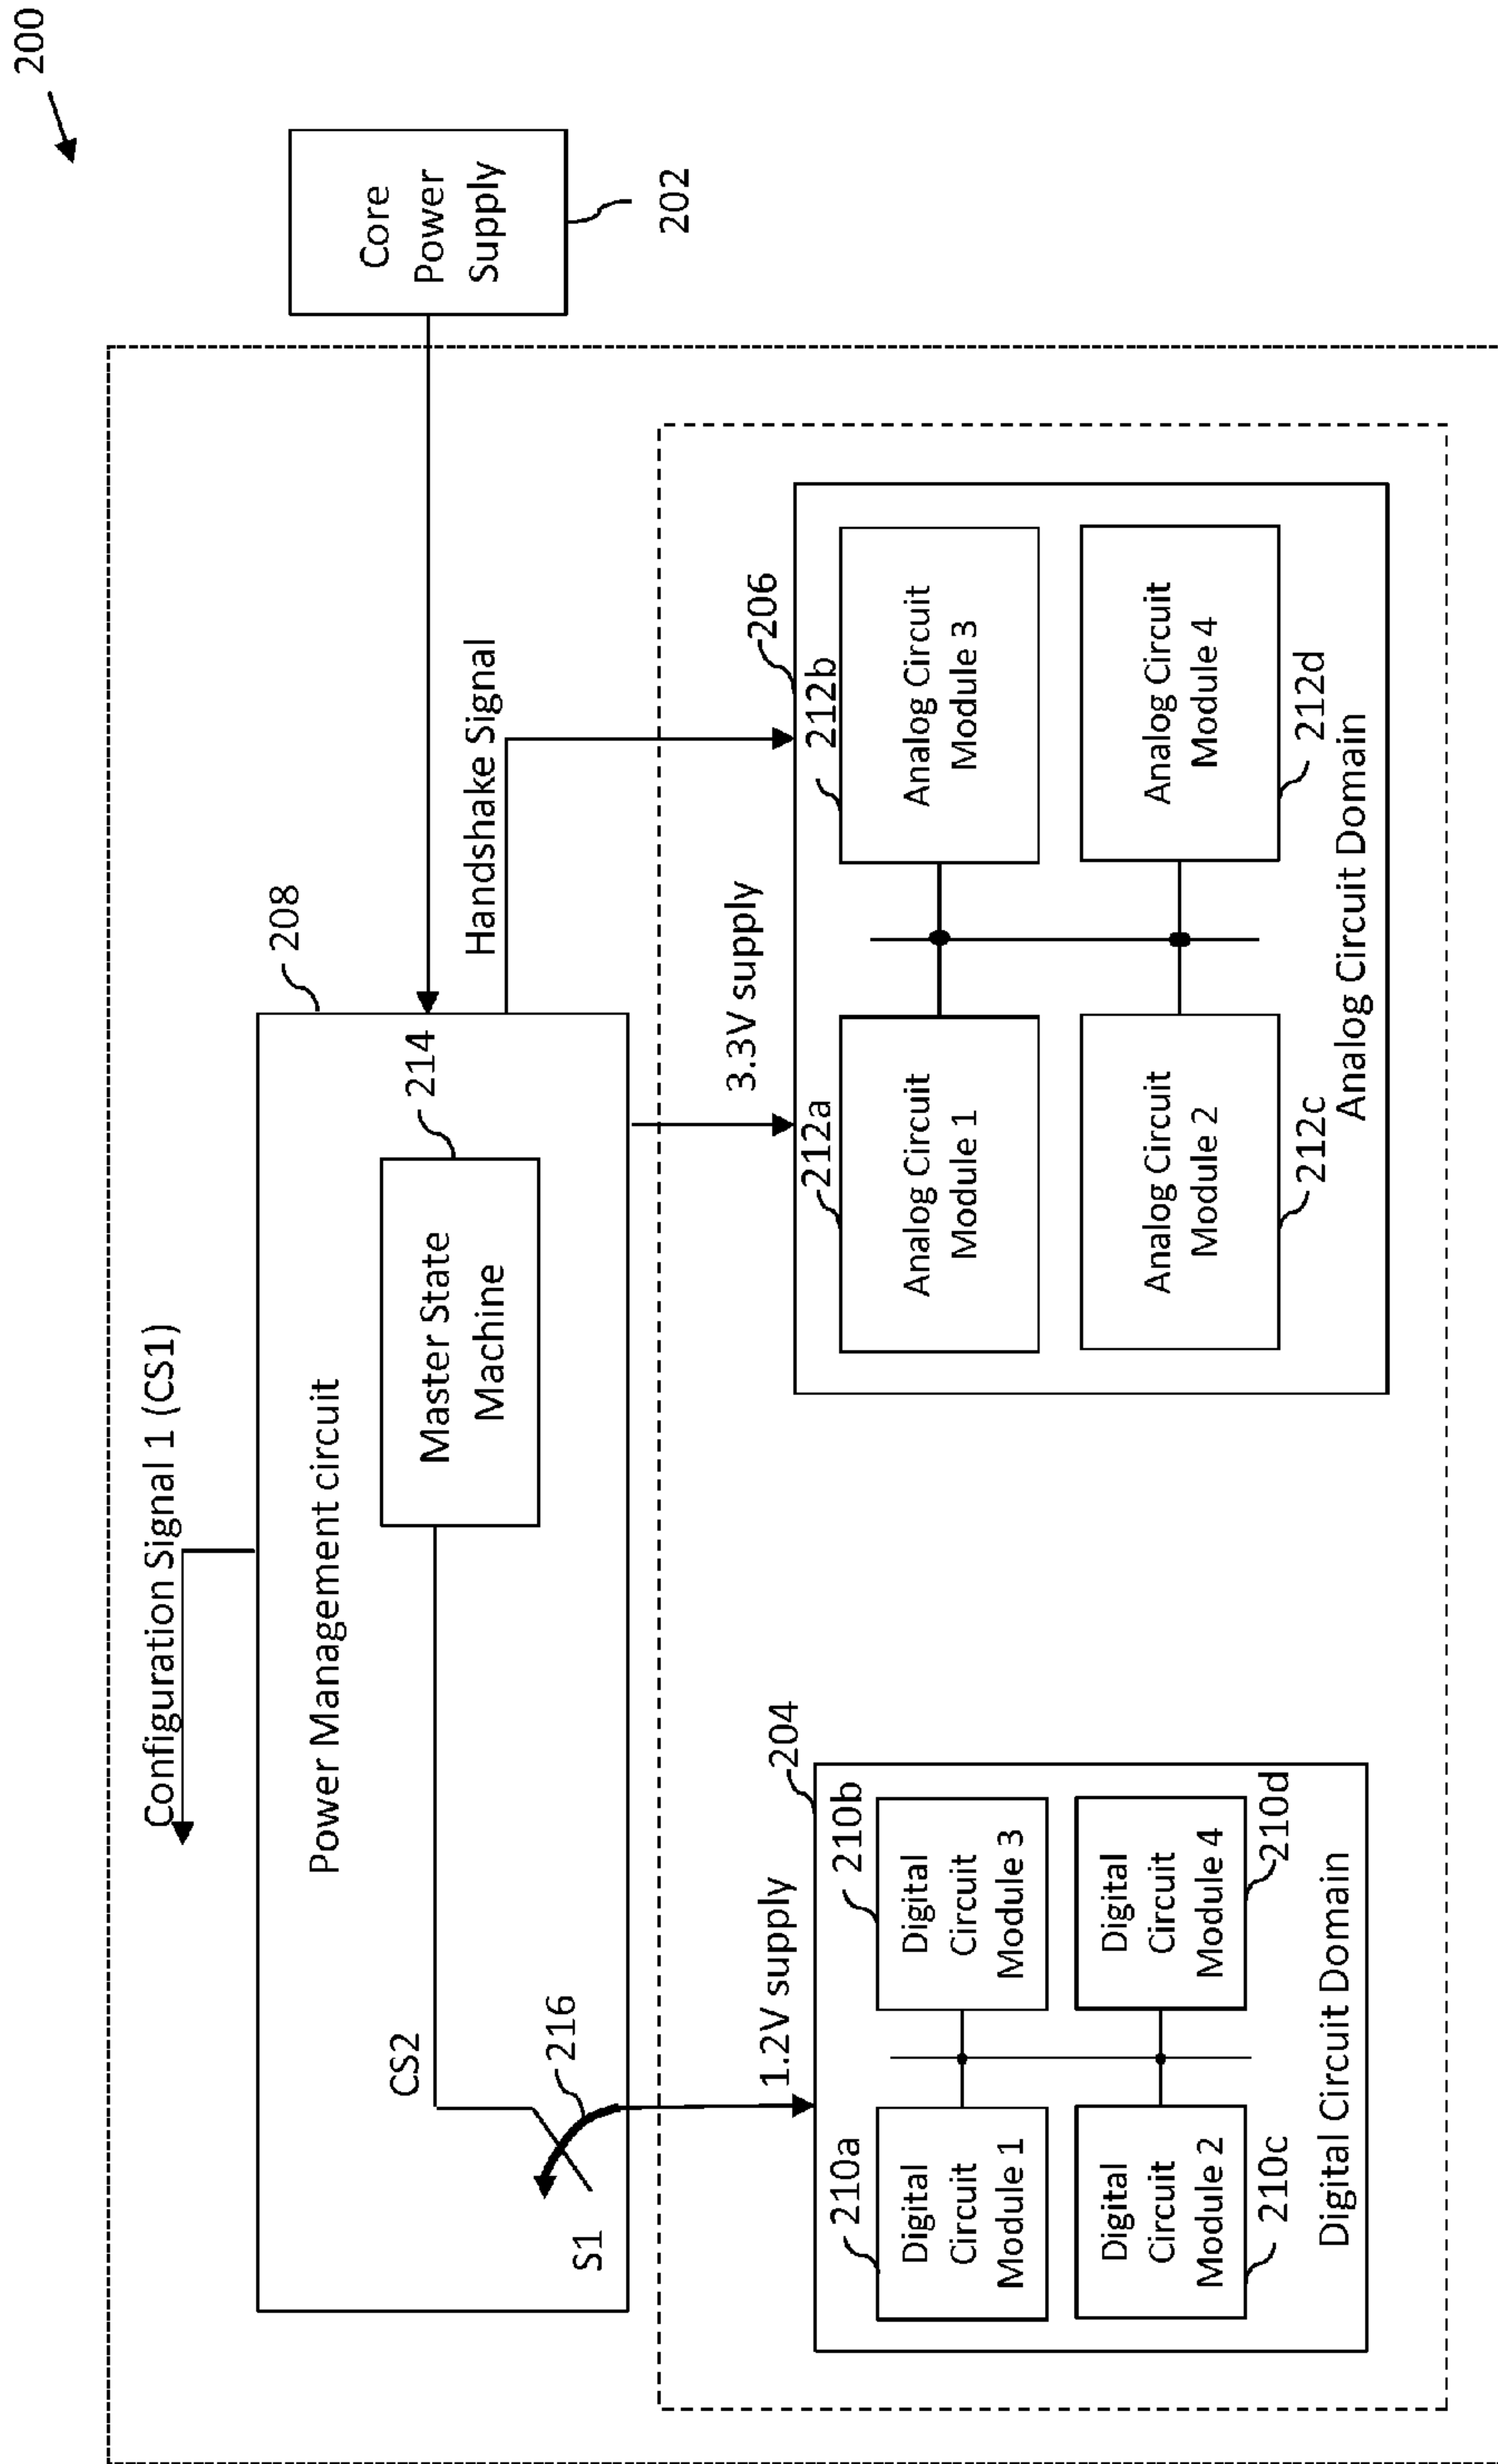 200
Configuration Signal 1 (CS1)
Power Management circuit
208
Core
Power
Supply
202
Master State
Machine
214
CS2
216
S1
Handshake Signal
1.2V supply
3.3V supply
204
206
210a
210b
Digital
Circuit
Module 1
Digital
Circuit
Module 3
Digital
Circuit
Module 2
Digital
Circuit
Module 4
210c
210d
Digital Circuit Domain
212a
212b
Analog Circuit
Module 1
Analog Circuit
Module 3
Analog Circuit
Module 2
Analog Circuit
Module 4
212c
212d
Analog Circuit Domain